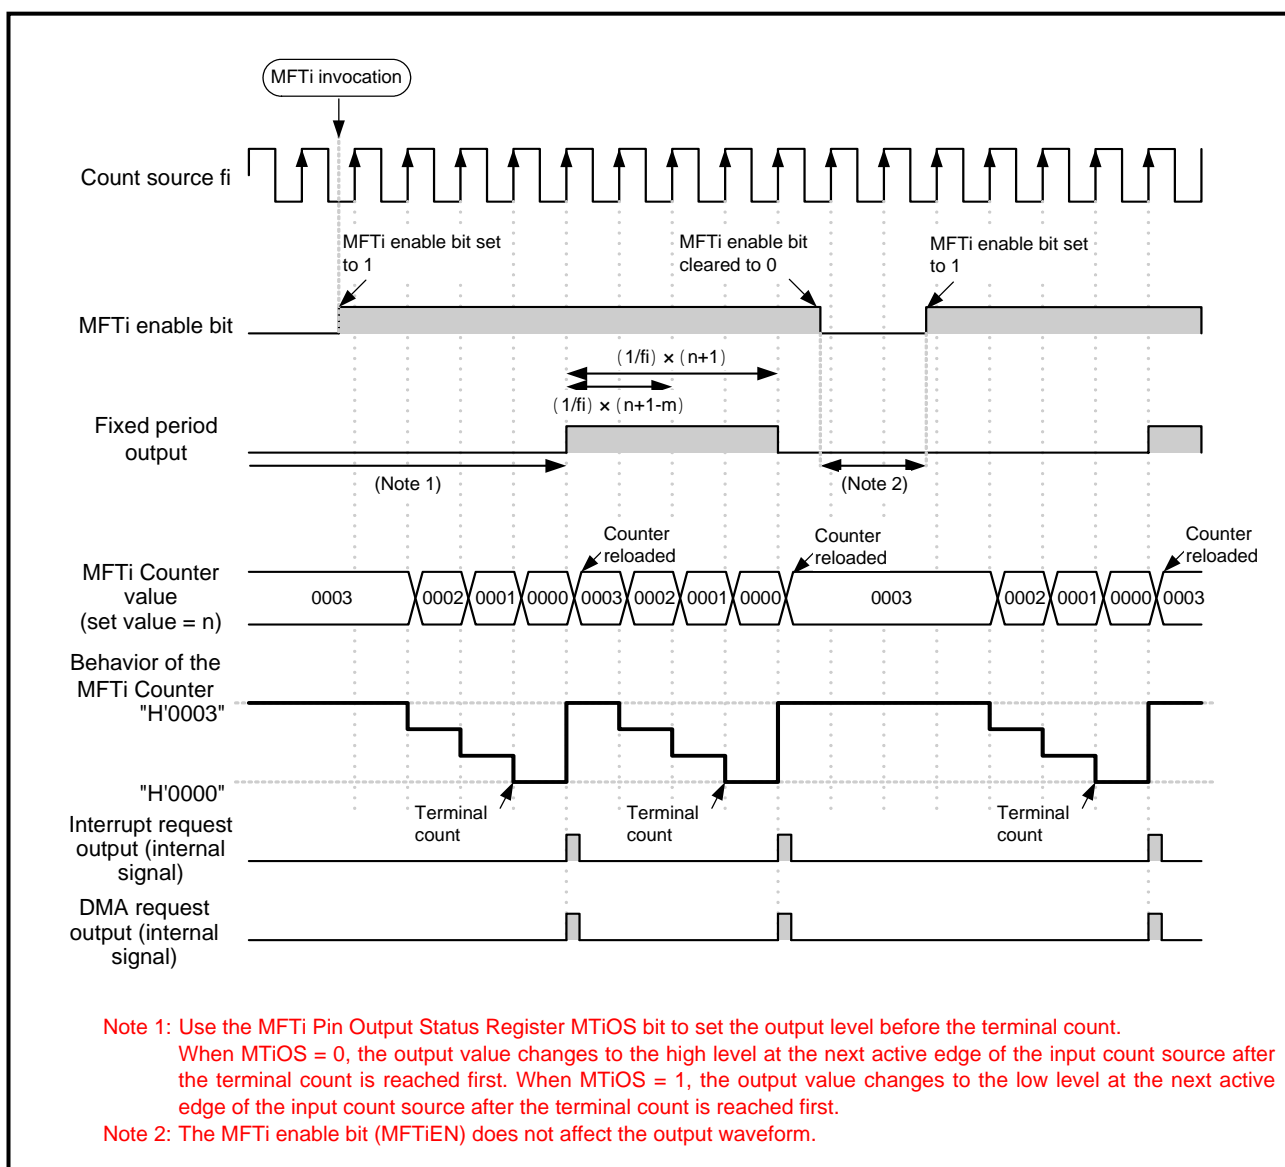 MFTi invocation
Count source fi
MFTi enable bit set
to 1
MFTi enable bit
cleared to 0
MFTi enable bit set
to 1
MFTi enable bit
(1/fi) × (n+1)
(1/fi) × (n+1-m)
Fixed period
output
(Note 1)
(Note 2)
Counter
reloaded
Counter
reloaded
Counter
reloaded
MFTi Counter
value
(set value = n)
0003 0002 0001 0000 0003 0002 0001 0000 0003 0002 0001 0000 0003
Behavior of the
MFTi Counter
"H'0003"
"H'0000"
Terminal
count
Terminal
count
Terminal
count
Interrupt request
output (internal
signal)
DMA request
output (internal
signal)
Note 1: Use the MFTi Pin Output Status Register MTiOS bit to set the output level before the terminal count.
When MTiOS = 0, the output value changes to the high level at the next active edge of the input count source after
the terminal count is reached first. When MTiOS = 1, the output value changes to the low level at the next active
edge of the input count source after the terminal count is reached first.
Note 2: The MFTi enable bit (MFTiEN) does not affect the output waveform.